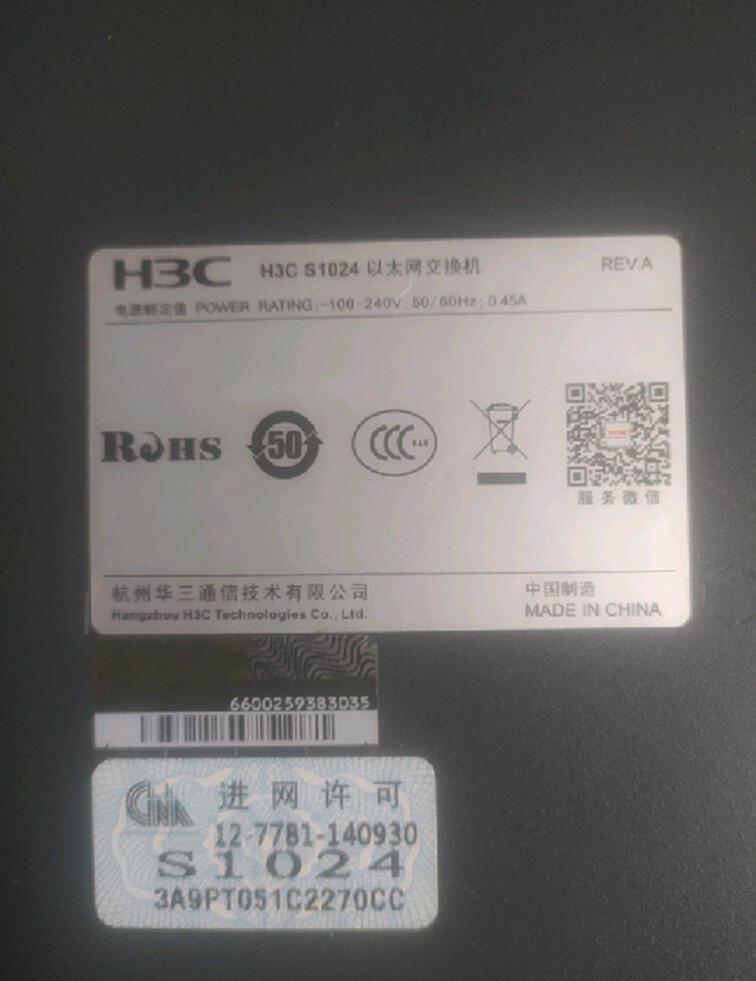 H3C H3C S1024 以太网交换机 REV.A
电源额定值 POWER RATING:~100-240V; 50/60Hz; 0.45A
RoHS 50 CCC S&E
服务微信
杭州华三通信技术有限公司 中国制造
Hangzhou H3C Technologies Co., Ltd. MADE IN CHINA
6600259383035
CNA 进网许可
12-7781-140930
S1024
3A9PT051C2270CC